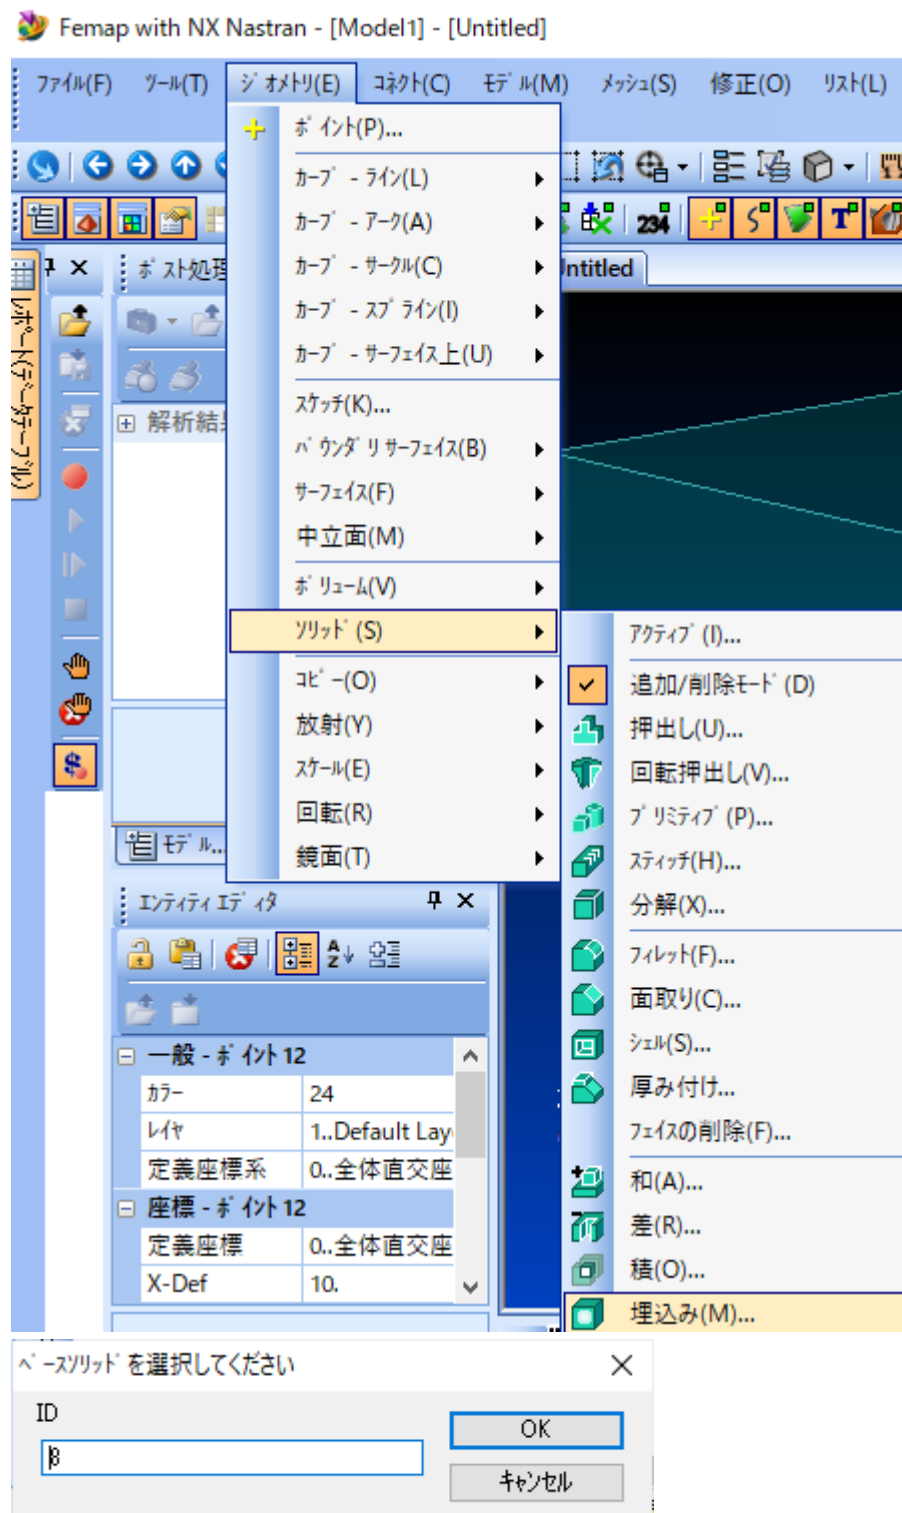 Femap with NX Nastran - [Model1] - [Untitled]
ファイル(F) ツール(T) ジオメトリ(E) コネクト(C) モデル(M) メッシュ(S) 修正(O) リスト(L)
ポイント(P)...
カーブ - ライン(L)
カーブ - アーク(A)
234
T
カーブ - サークル(C)
ポスト処理
Untitled
カーブ - スプライン(I)
レポート(データテーブル)
カーブ - サーフェイス上(U)
スケッチ(K)...
解析結
バウンダリサーフェイス(B)
サーフェイス(F)
中立面(M)
ボリューム(V)
ソリッド(S)
コピー(O)
放射(Y)
スケール(E)
回転(R)
鏡面(T)
アクティブ(I)...
追加/削除モード(D)
押出し(U)...
回転押出し(V)...
プリミティブ(P)...
スティッチ(H)...
分解(X)...
フィレット(F)...
面取り(C)...
シェル(S)...
厚み付け...
フェイスの削除(F)...
和(A)...
差(R)...
積(O)...
埋込み(M)...
モデル...
エンティティエディタ
一般 - ポイント12
カラー 24
レイヤ 1..Default Lay
定義座標系 0..全体直交座
座標 - ポイント12
定義座標 0..全体直交座
X-Def 10.
ベースソリッドを選択してください
ID
8
OK
キャンセル